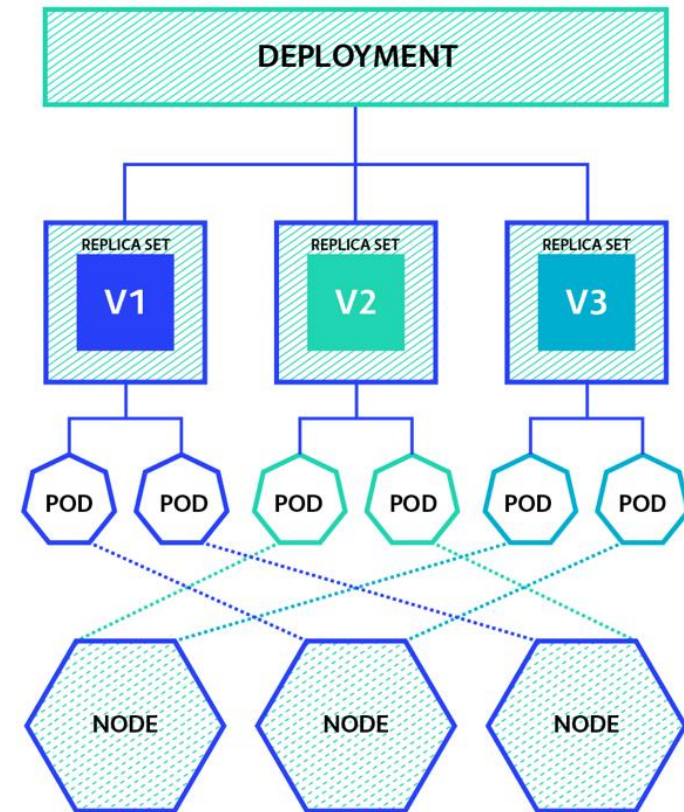 DEPLOYMENT
REPLICA SET
V1
REPLICA SET
V2
REPLICA SET
V3
POD
POD
POD
POD
POD
POD
NODE
NODE
NODE